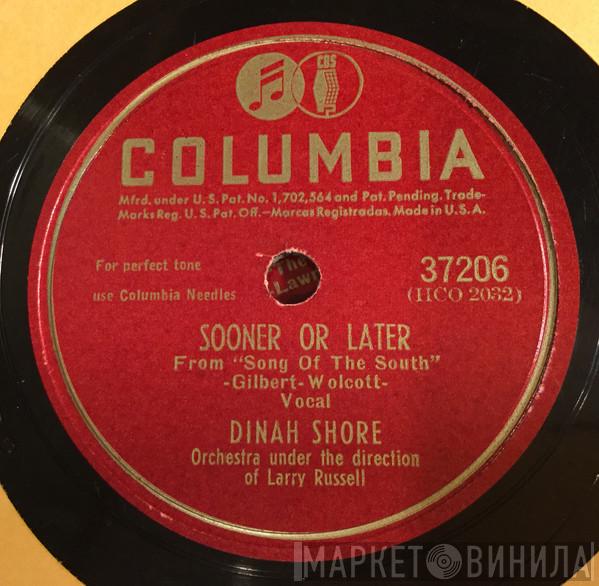 CBS
COLUMBIA
Mfrd. under U. S. Pat. No. 1,702,564 and Pat. Pending. Trade-
Marks Reg. U. S. Pat. Off.—Marcas Registradas. Made in U. S. A.
For perfect tone
use Columbia Needles
The
Lawr
37206
(HCO 2032)
SOONER OR LATER
From "Song Of The South"
-Gilbert-Wolcott-
Vocal
DINAH SHORE
Orchestra under the direction
of Larry Russell
МАРКЕТ ВИНИЛА